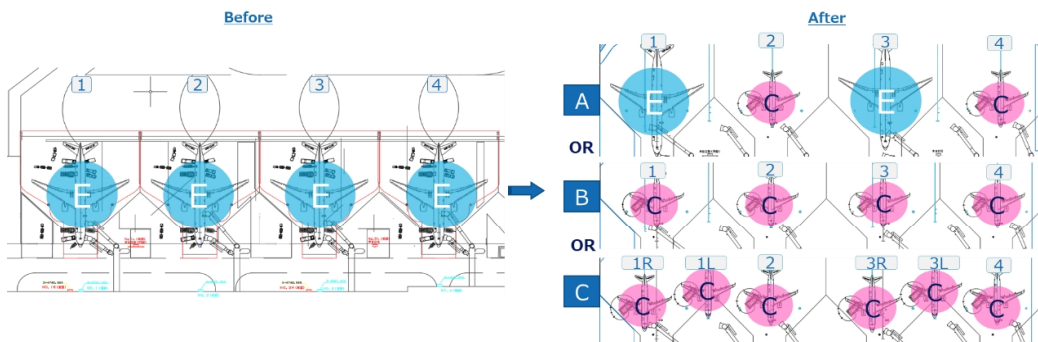 Before
After
1 2 3 4
E E E E
1 2 3 4
A
E C E C
OR
1 2 3 4
B
C C C C
OR
1R 1L 2 3R 3L 4
C
C C C C C C